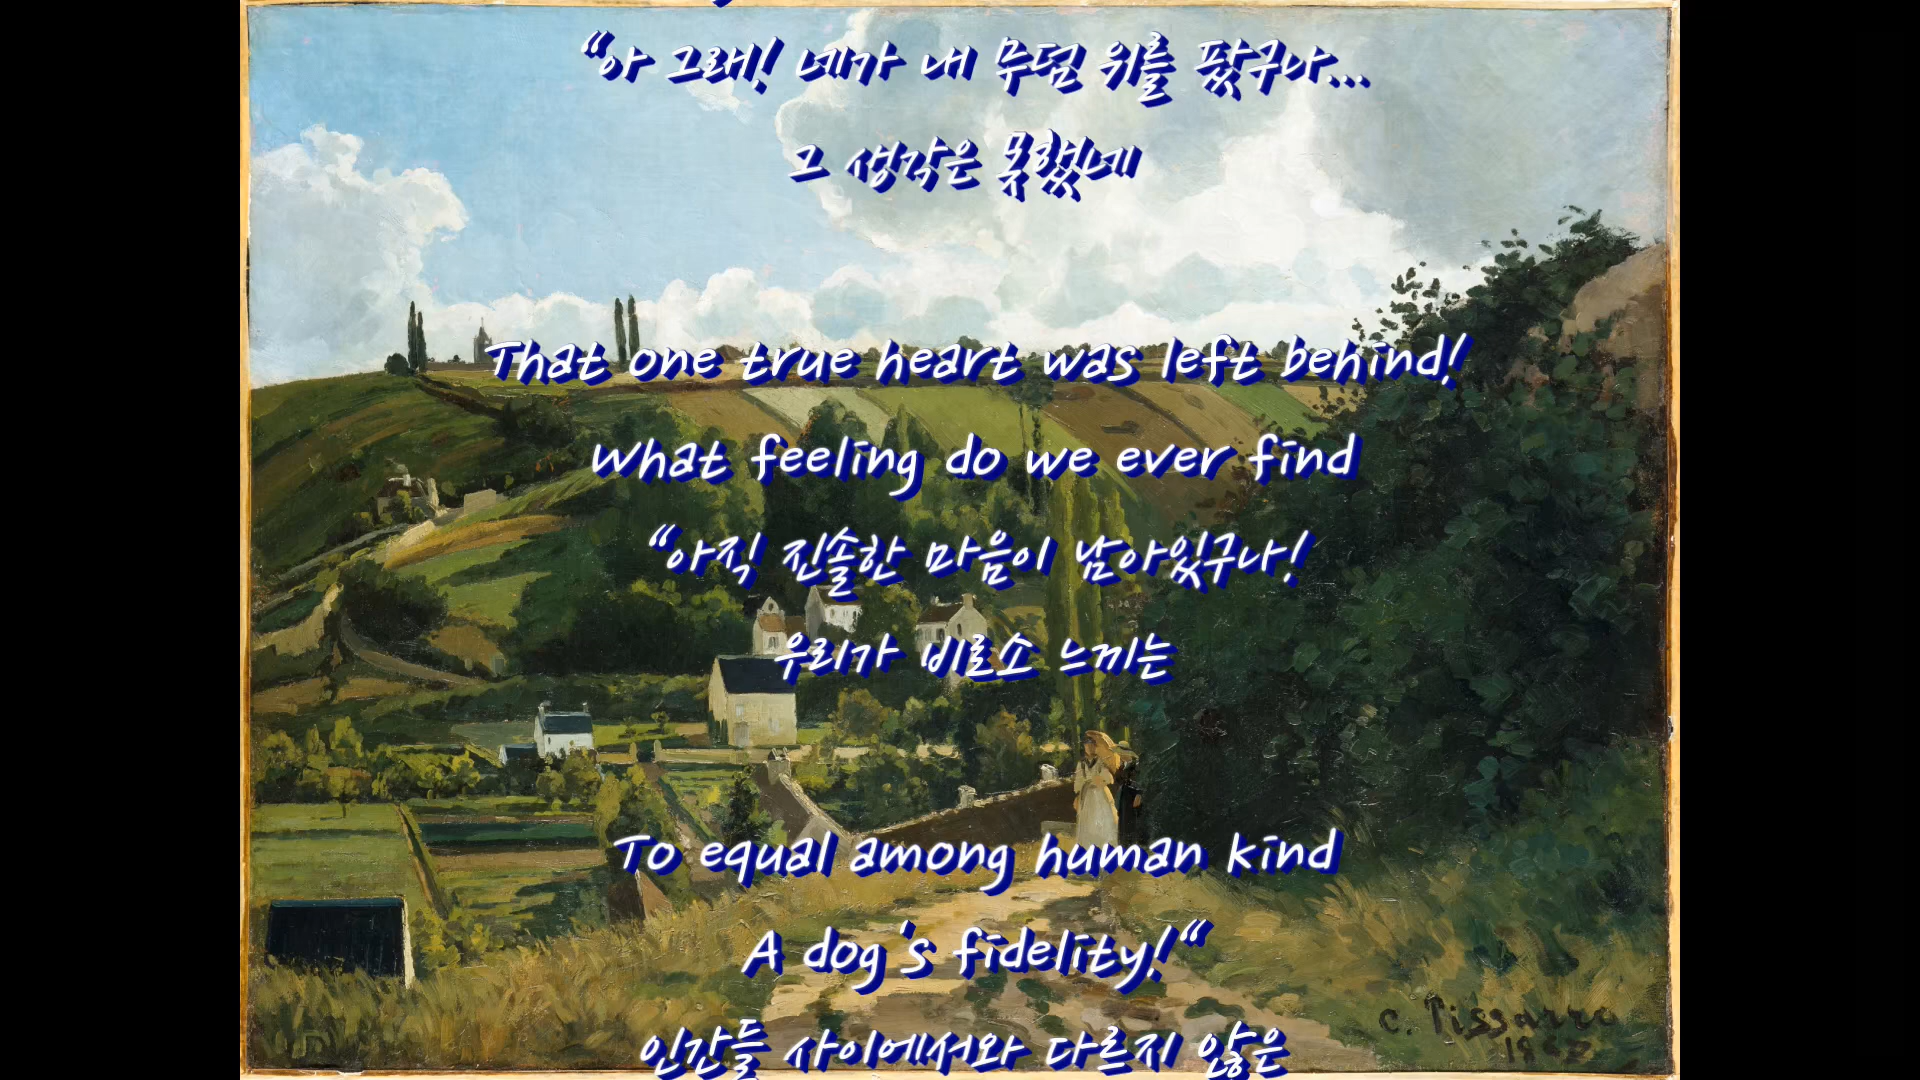 “아 그래! 네가 내 무덤 위를 팠구나...
그 생각은 못했네
That one true heart was left behind!
What feeling do we ever find
“아직 진솔한 마음이 남아있구나!
우리가 비로소 느끼는
To equal among human kind
A dog's fidelity!“
인간들 사이에서와 다르지 않은
C. Pissarro
1867